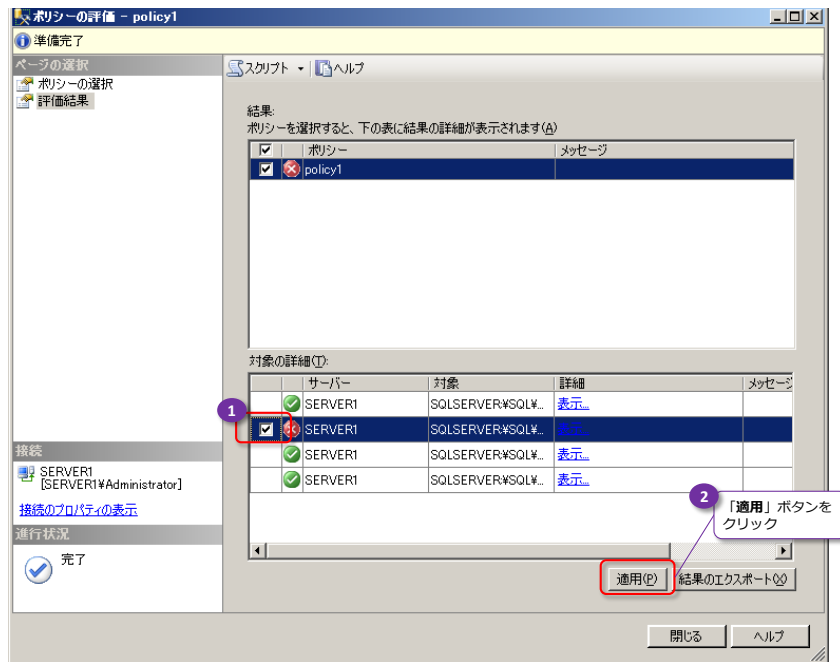 ポリシーの評価 - policy1
準備完了
ページの選択
ポリシーの選択
評価結果
スクリプト
ヘルプ
結果:
ポリシーを選択すると、下の表に結果の詳細が表示されます(A)
ポリシー メッセージ
policy1
対象の詳細(T):
サーバー 対象 詳細 メッセージ
SERVER1 SQLSERVER:¥SQL¥... 表示...
1
SERVER1 SQLSERVER:¥SQL¥... 表示...
SERVER1 SQLSERVER:¥SQL¥... 表示...
SERVER1 SQLSERVER:¥SQL¥... 表示...
接続
SERVER1
[SERVER1¥Administrator]
接続のプロパティの表示
進行状況
完了
2
「適用」ボタンを
クリック
適用(P) 結果のエクスポート(X)
閉じる ヘルプ